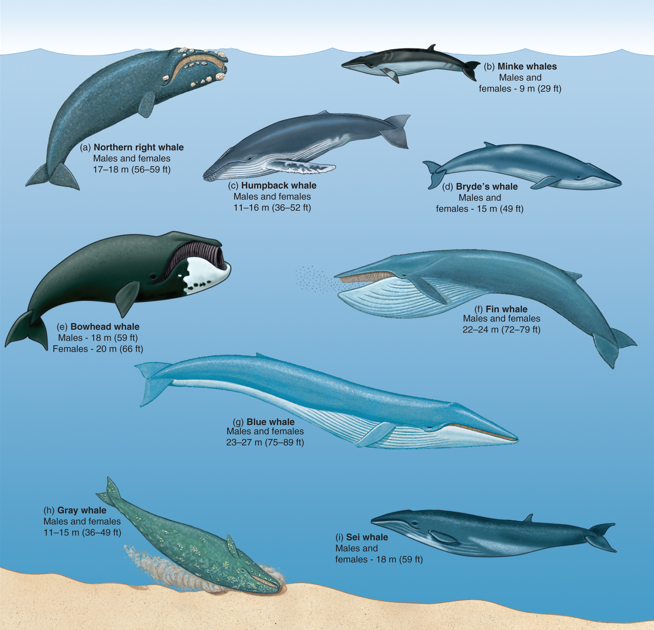 (a) Northern right whale
Males and females
17–18 m (56–59 ft)
(b) Minke whales
Males and
females - 9 m (29 ft)
(c) Humpback whale
Males and females
11–16 m (36–52 ft)
(d) Bryde's whale
Males and
females - 15 m (49 ft)
(e) Bowhead whale
Males - 18 m (59 ft)
Females - 20 m (66 ft)
(f) Fin whale
Males and females
22–24 m (72–79 ft)
(g) Blue whale
Males and females
23–27 m (75–89 ft)
(h) Gray whale
Males and females
11–15 m (36–49 ft)
(i) Sei whale
Males and
females - 18 m (59 ft)